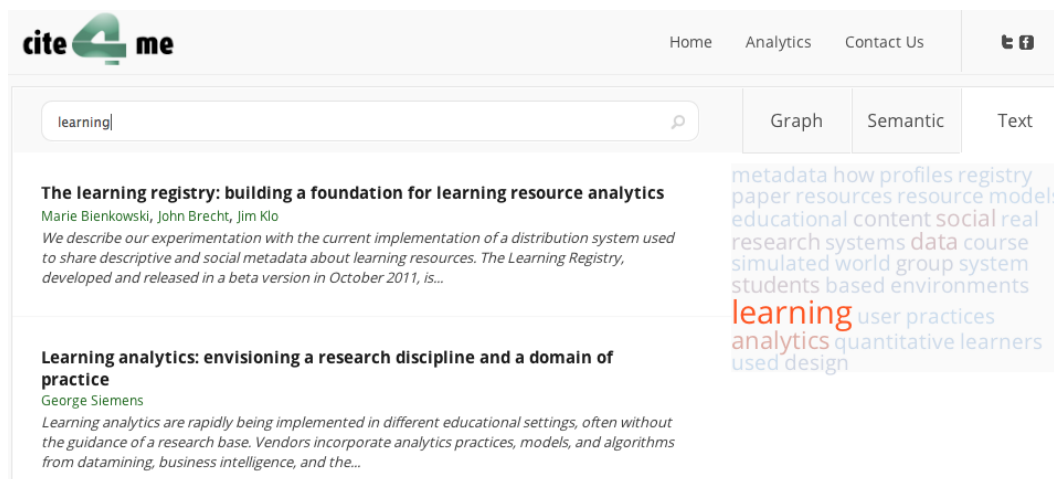 cite 4 me
Home Analytics Contact Us
learning
Graph Semantic Text
The learning registry: building a foundation for learning resource analytics
Marie Bienkowski, John Brecht, Jim Klo
We describe our experimentation with the current implementation of a distribution system used
to share descriptive and social metadata about learning resources. The Learning Registry,
developed and released in a beta version in October 2011, is...
Learning analytics: envisioning a research discipline and a domain of
practice
George Siemens
Learning analytics are rapidly being implemented in different educational settings, often without
the guidance of a research base. Vendors incorporate analytics practices, models, and algorithms
from datamining, business intelligence, and the...
metadata how profiles registry
paper resources resource models
educational content social real
research systems data course
simulated world group system
students based environments
learning user practices
analytics quantitative learners
used design